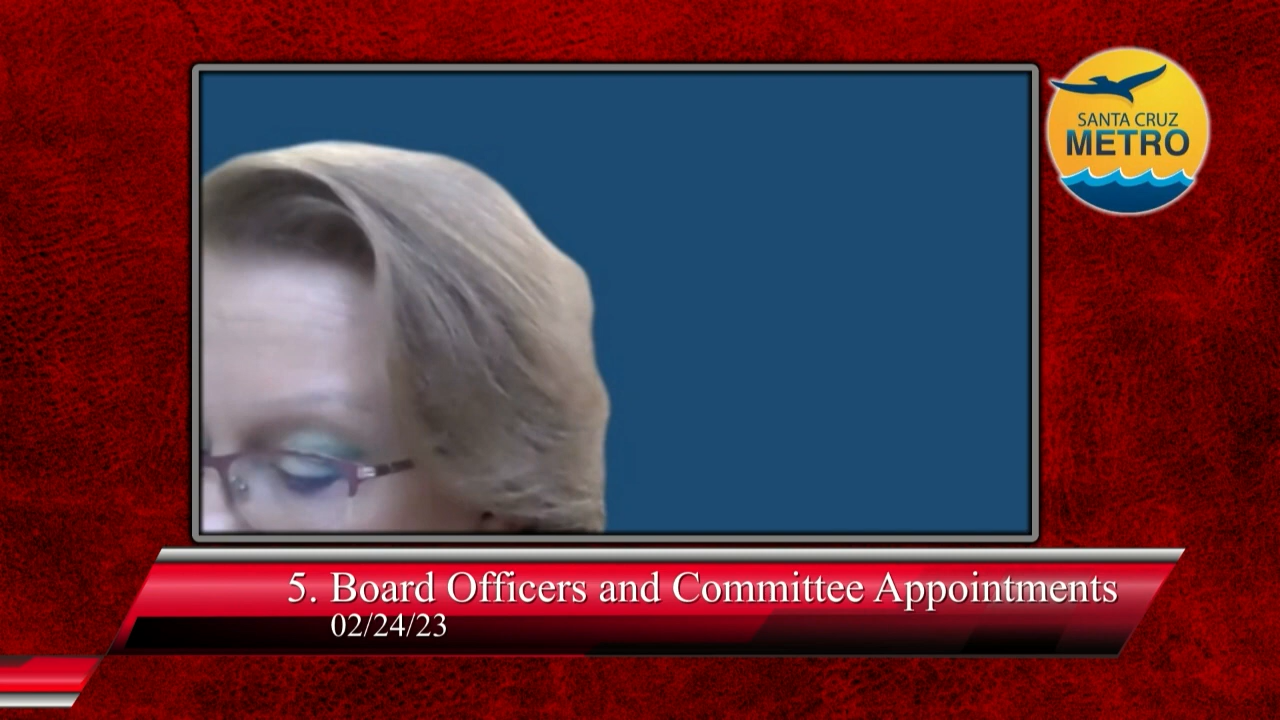 SANTA CRUZ
METRO
5. Board Officers and Committee Appointments
02/24/23